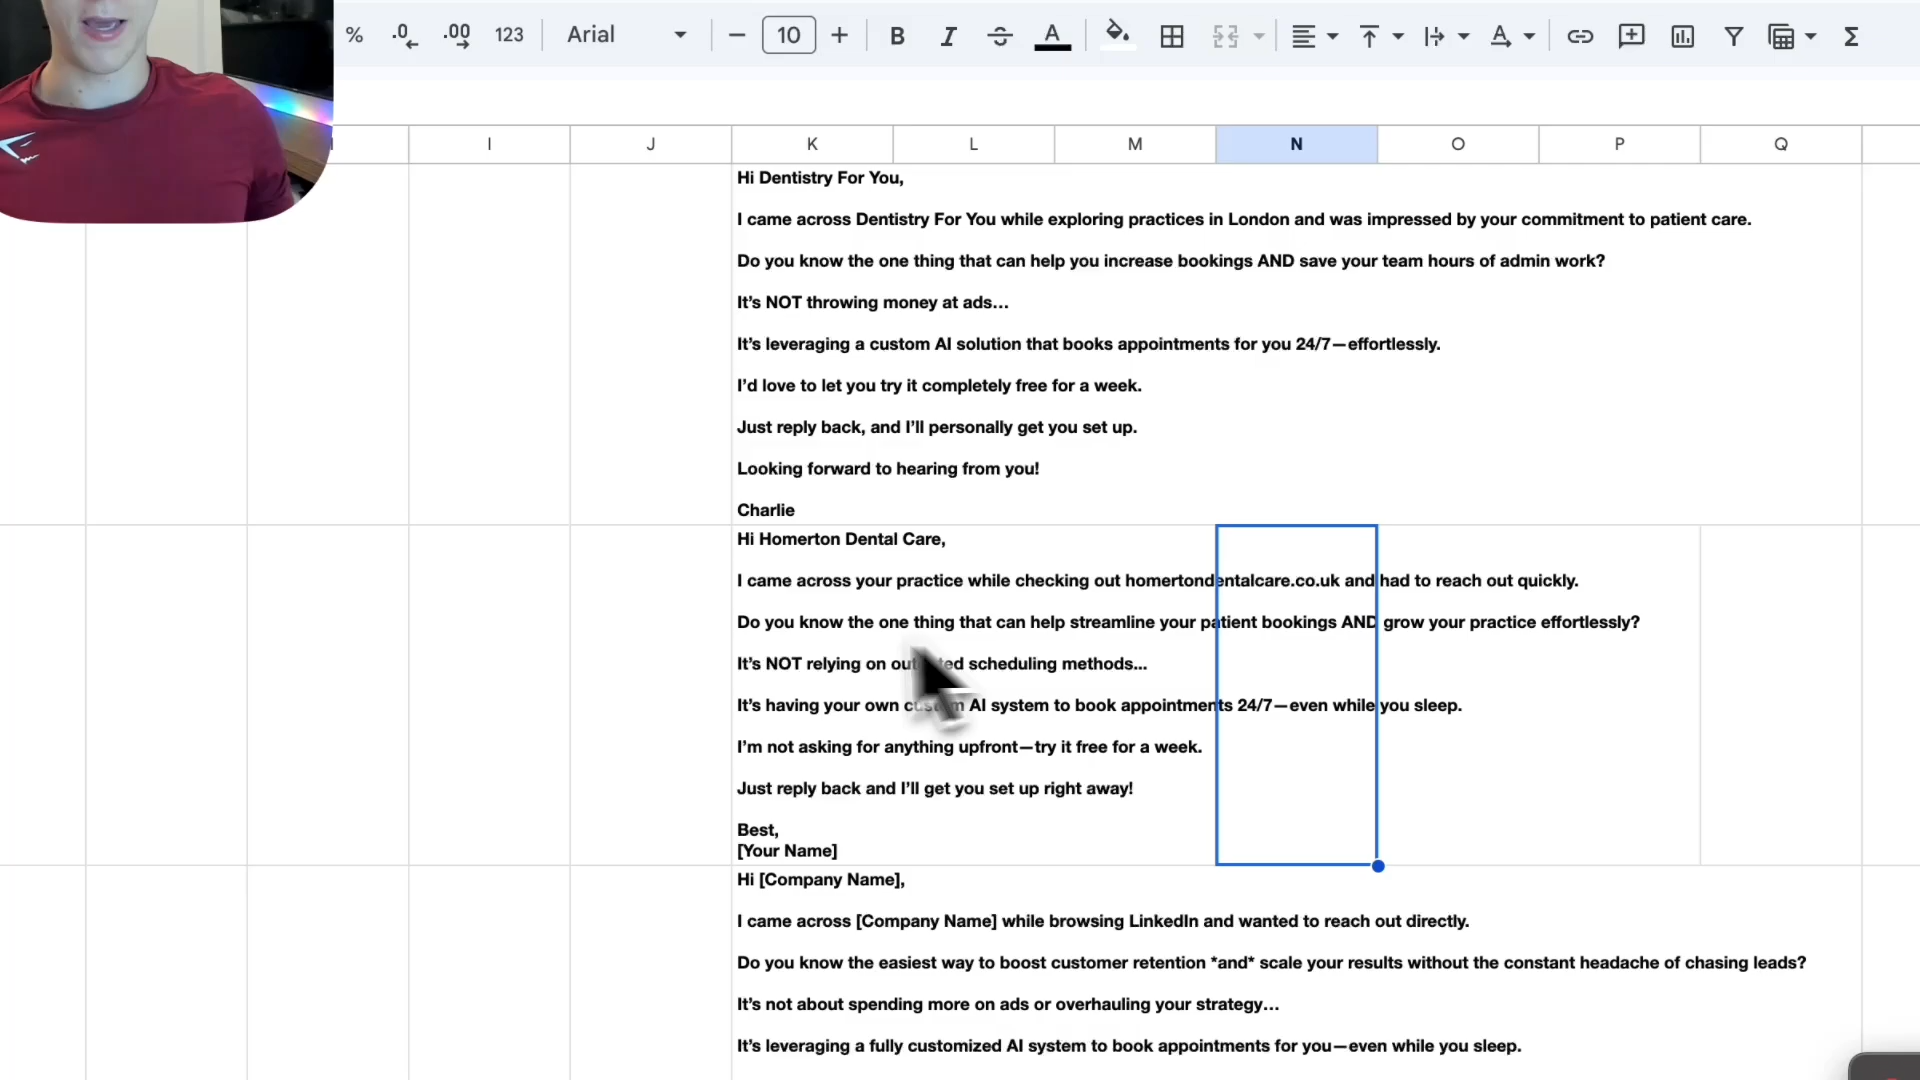 % .0 .00 123 Arial 10 B I A A Σ
I J K L M N O P Q
Hi Dentistry For You,
I came across Dentistry For You while exploring practices in London and was impressed by your commitment to patient care.
Do you know the one thing that can help you increase bookings AND save your team hours of admin work?
It’s NOT throwing money at ads…
It’s leveraging a custom AI solution that books appointments for you 24/7—effortlessly.
I’d love to let you try it completely free for a week.
Just reply back, and I’ll personally get you set up.
Looking forward to hearing from you!
Charlie
Hi Homerton Dental Care,
I came across your practice while checking out homertondentalcare.co.uk and had to reach out quickly.
Do you know the one thing that can help streamline your patient bookings AND grow your practice effortlessly?
It’s NOT relying on scheduling methods...
It’s having your own custom AI system to book appointments 24/7—even while you sleep.
I’m not asking for anything upfront—try it free for a week.
Just reply back and I’ll get you set up right away!
Best,
[Your Name]
Hi [Company Name],
I came across [Company Name] while browsing LinkedIn and wanted to reach out directly.
Do you know the easiest way to boost customer retention *and* scale your results without the constant headache of chasing leads?
It’s not about spending more on ads or overhauling your strategy…
It’s leveraging a fully customized AI system to book appointments for you—even while you sleep.